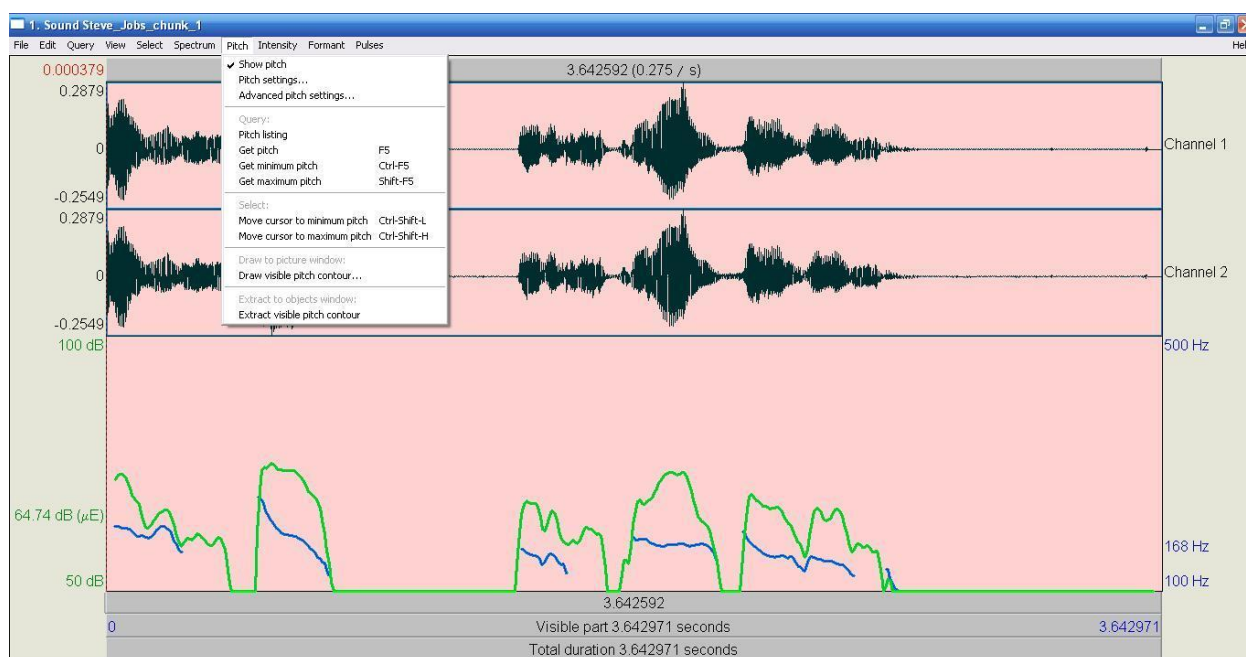 1. Sound Steve_Jobs_chunk_1
File Edit Query View Select Spectrum Pitch Intensity Formant Pulses Hel
0.000379 3.642592 (0.275 / s)
0.2879
0
-0.2549
0.2879
0
-0.2549
Channel 1
Channel 2
Show pitch
Pitch settings...
Advanced pitch settings...
Query:
Pitch listing
Get pitch F5
Get minimum pitch Ctrl-F5
Get maximum pitch Shift-F5
Select:
Move cursor to minimum pitch Ctrl-Shift-L
Move cursor to maximum pitch Ctrl-Shift-H
Draw to picture window:
Draw visible pitch contour...
Extract to objects window:
Extract visible pitch contour
100 dB 500 Hz
64.74 dB (µE)
168 Hz
50 dB 100 Hz
3.642592
0 Visible part 3.642971 seconds 3.642971
Total duration 3.642971 seconds